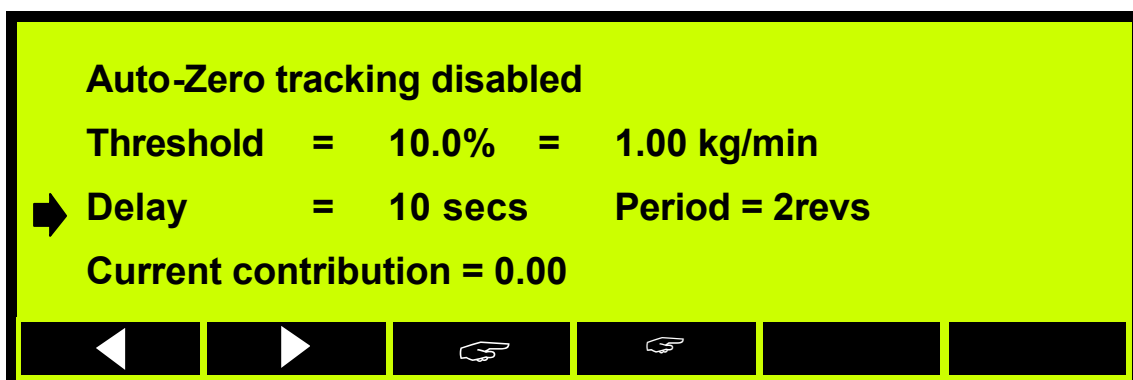 Auto-Zero tracking disabled
Threshold = 10.0% = 1.00 kg/min
Delay = 10 secs Period = 2revs
Current contribution = 0.00